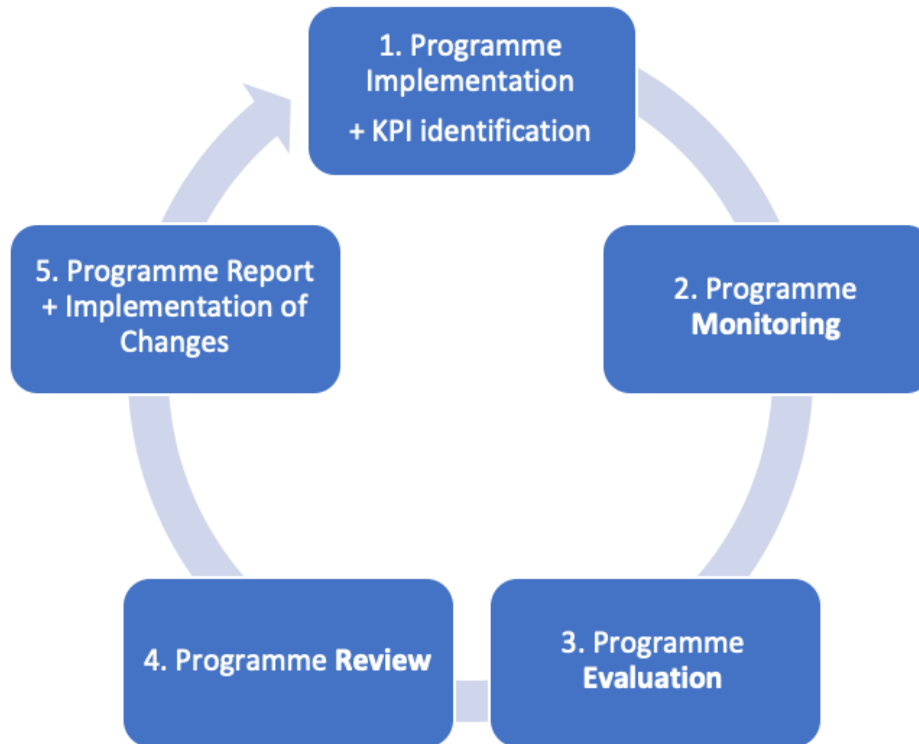 1. Programme
Implementation
+ KPI identification
2. Programme
Monitoring
3. Programme
Evaluation
4. Programme Review
5. Programme Report
+ Implementation of
Changes